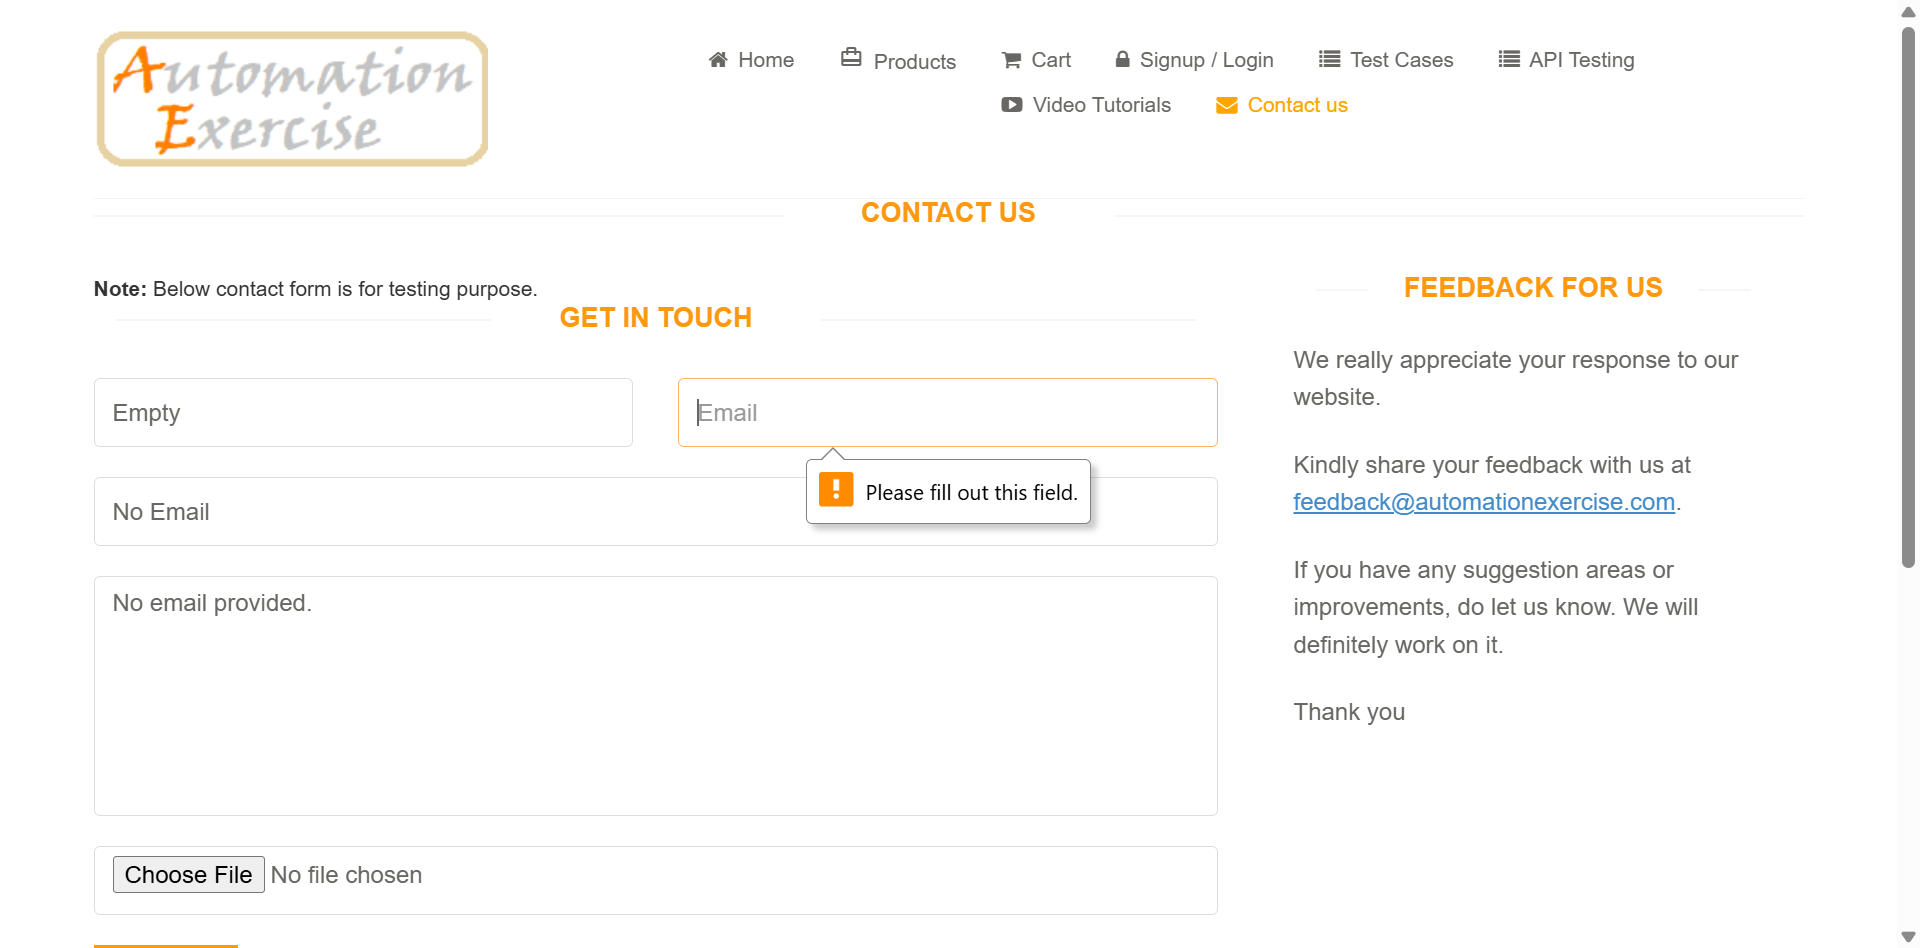 Automation
Exercise
Home
Products
Cart
Signup / Login
Test Cases
API Testing
Video Tutorials
Contact us
CONTACT US
Note: Below contact form is for testing purpose.
GET IN TOUCH
Empty
Email
Please fill out this field.
No Email
No email provided.
Choose File No file chosen
FEEDBACK FOR US
We really appreciate your response to our
website.
Kindly share your feedback with us at
feedback@automationexercise.com.
If you have any suggestion areas or
improvements, do let us know. We will
definitely work on it.
Thank you